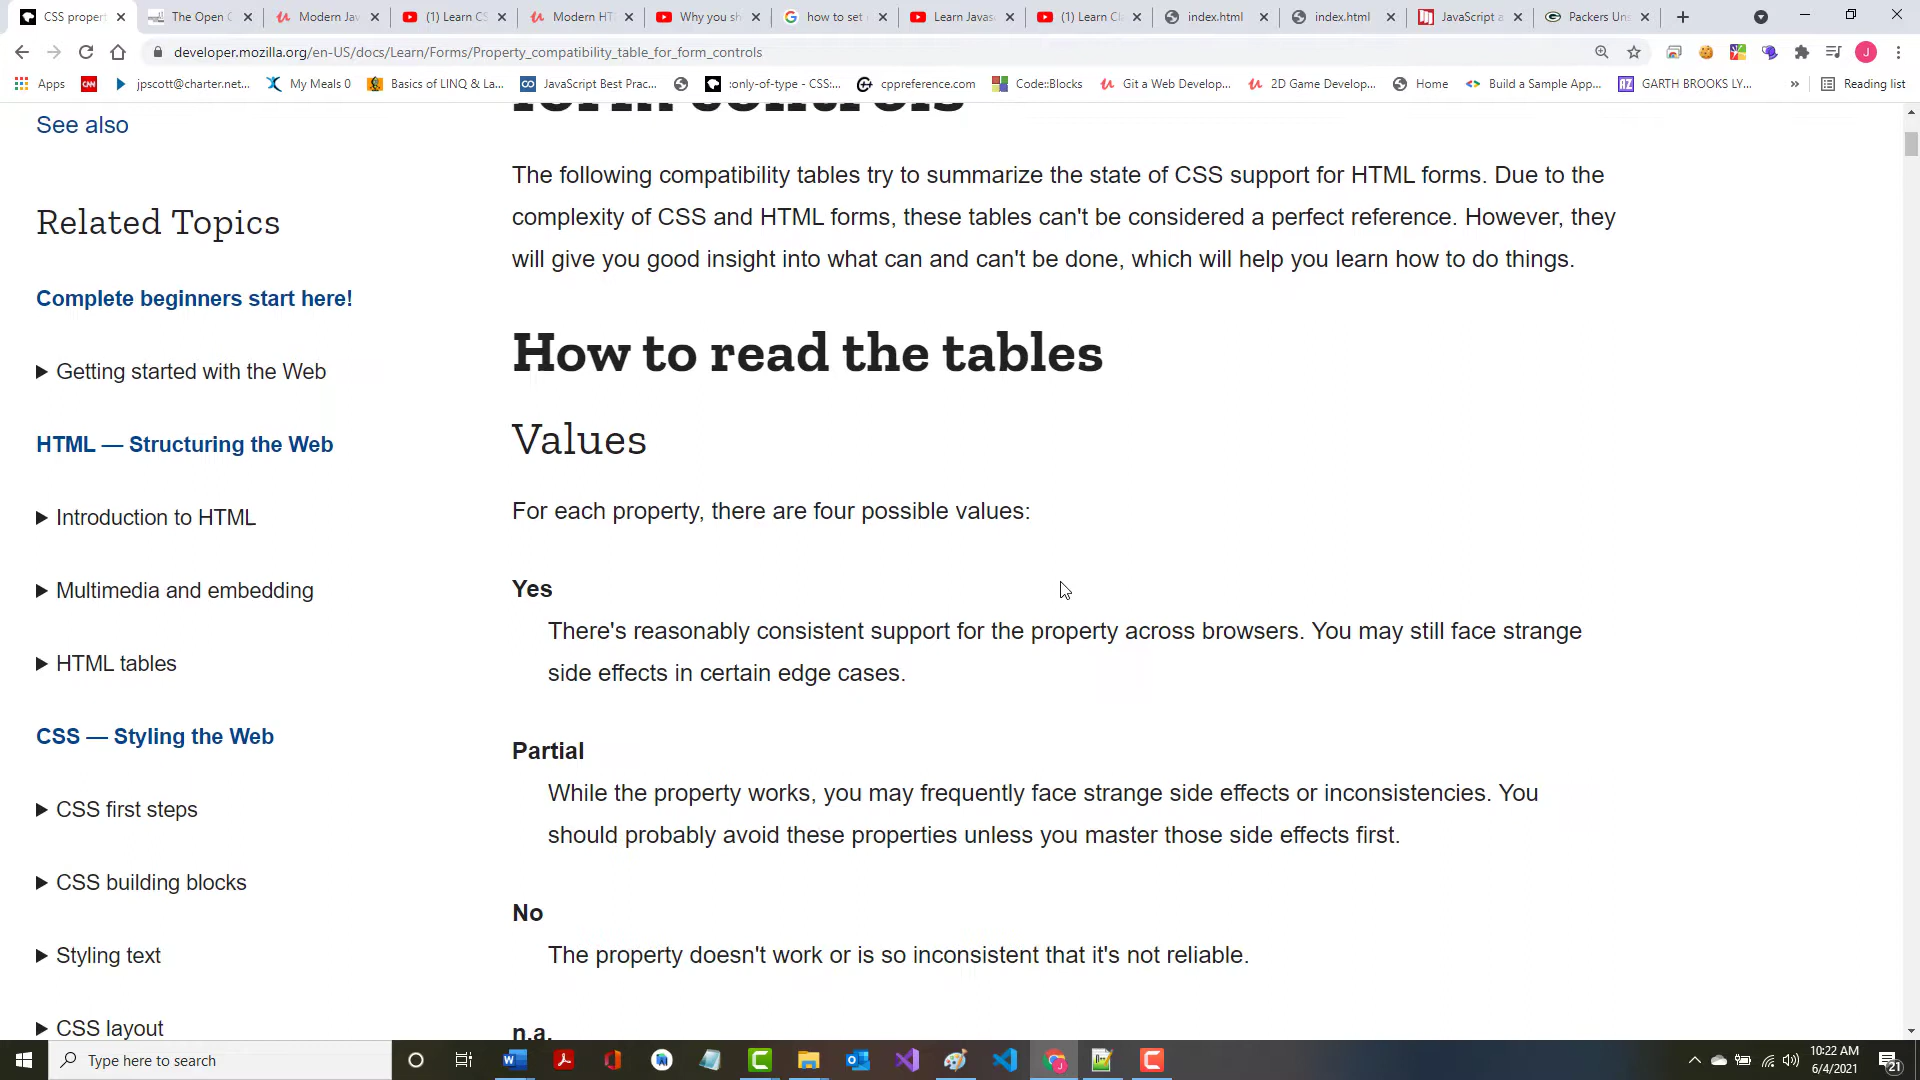 CSS propert
The Open C
Modern Jav
(1) Learn CS
Modern HT
Why you sh
how to set
Learn Javas
(1) Learn Cl
index.html
index.html
JavaScript a
Packers Uns
developer.mozilla.org/en-US/docs/Learn/Forms/Property_compatibility_table_for_form_controls
J
Apps
CNN
jpscott@charter.net...
My Meals 0
Basics of LINQ & La...
JavaScript Best Prac...
:only-of-type - CSS:...
cppreference.com
Code::Blocks
Git a Web Develop...
2D Game Develop...
Home
Build a Sample App...
GARTH BROOKS LY...
»
Reading list
form controls
See also
The following compatibility tables try to summarize the state of CSS support for HTML forms. Due to the
complexity of CSS and HTML forms, these tables can't be considered a perfect reference. However, they
will give you good insight into what can and can't be done, which will help you learn how to do things.
Related Topics
Complete beginners start here!
How to read the tables
Getting started with the Web
Values
HTML — Structuring the Web
For each property, there are four possible values:
Introduction to HTML
Yes
Multimedia and embedding
There's reasonably consistent support for the property across browsers. You may still face strange
side effects in certain edge cases.
HTML tables
CSS — Styling the Web
Partial
While the property works, you may frequently face strange side effects or inconsistencies. You
should probably avoid these properties unless you master those side effects first.
CSS first steps
CSS building blocks
No
The property doesn't work or is so inconsistent that it's not reliable.
Styling text
CSS layout
n.a.
Type here to search
10:22 AM
6/4/2021
21